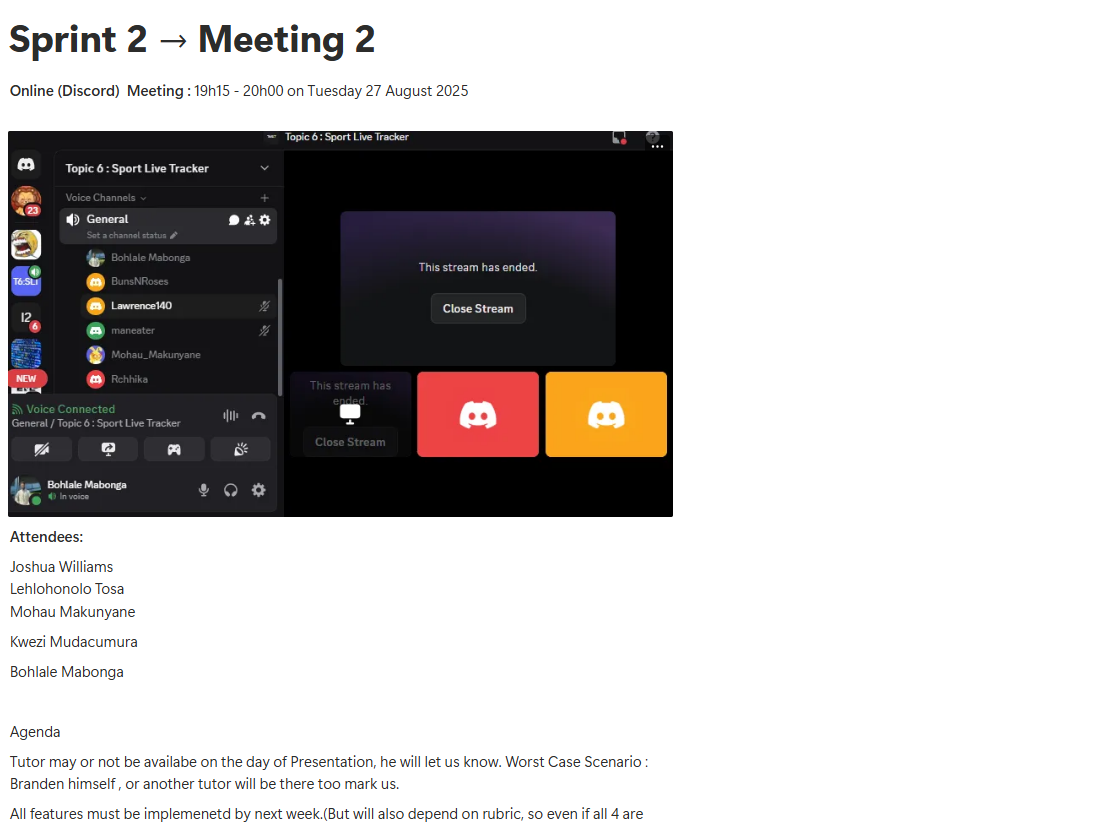 Sprint 2 → Meeting 2
Online (Discord) Meeting : 19h15 - 20h00 on Tuesday 27 August 2025
Topic 6 : Sport Live Tracker
Topic 6 : Sport Live Tracker
Voice Channels
General
Set a channel status
Bohlale Mabonga
BunsNRoses
Lawrence140
maneater
Mohau_Makunyane
Rchhika
23
T6:SLT
I2
6
NEW
Voice Connected
General / Topic 6 : Sport Live Tracker
Bohlale Mabonga
In voice
This stream has ended.
Close Stream
This stream has
ended.
Close Stream
Attendees:
Joshua Williams
Lehlohonolo Tosa
Mohau Makunyane
Kwezi Mudacumura
Bohlale Mabonga
Agenda
Tutor may or not be availabe on the day of Presentation, he will let us know. Worst Case Scenario :
Branden himself , or another tutor will be there too mark us.
All features must be implemenetd by next week.(But will also depend on rubric, so even if all 4 are